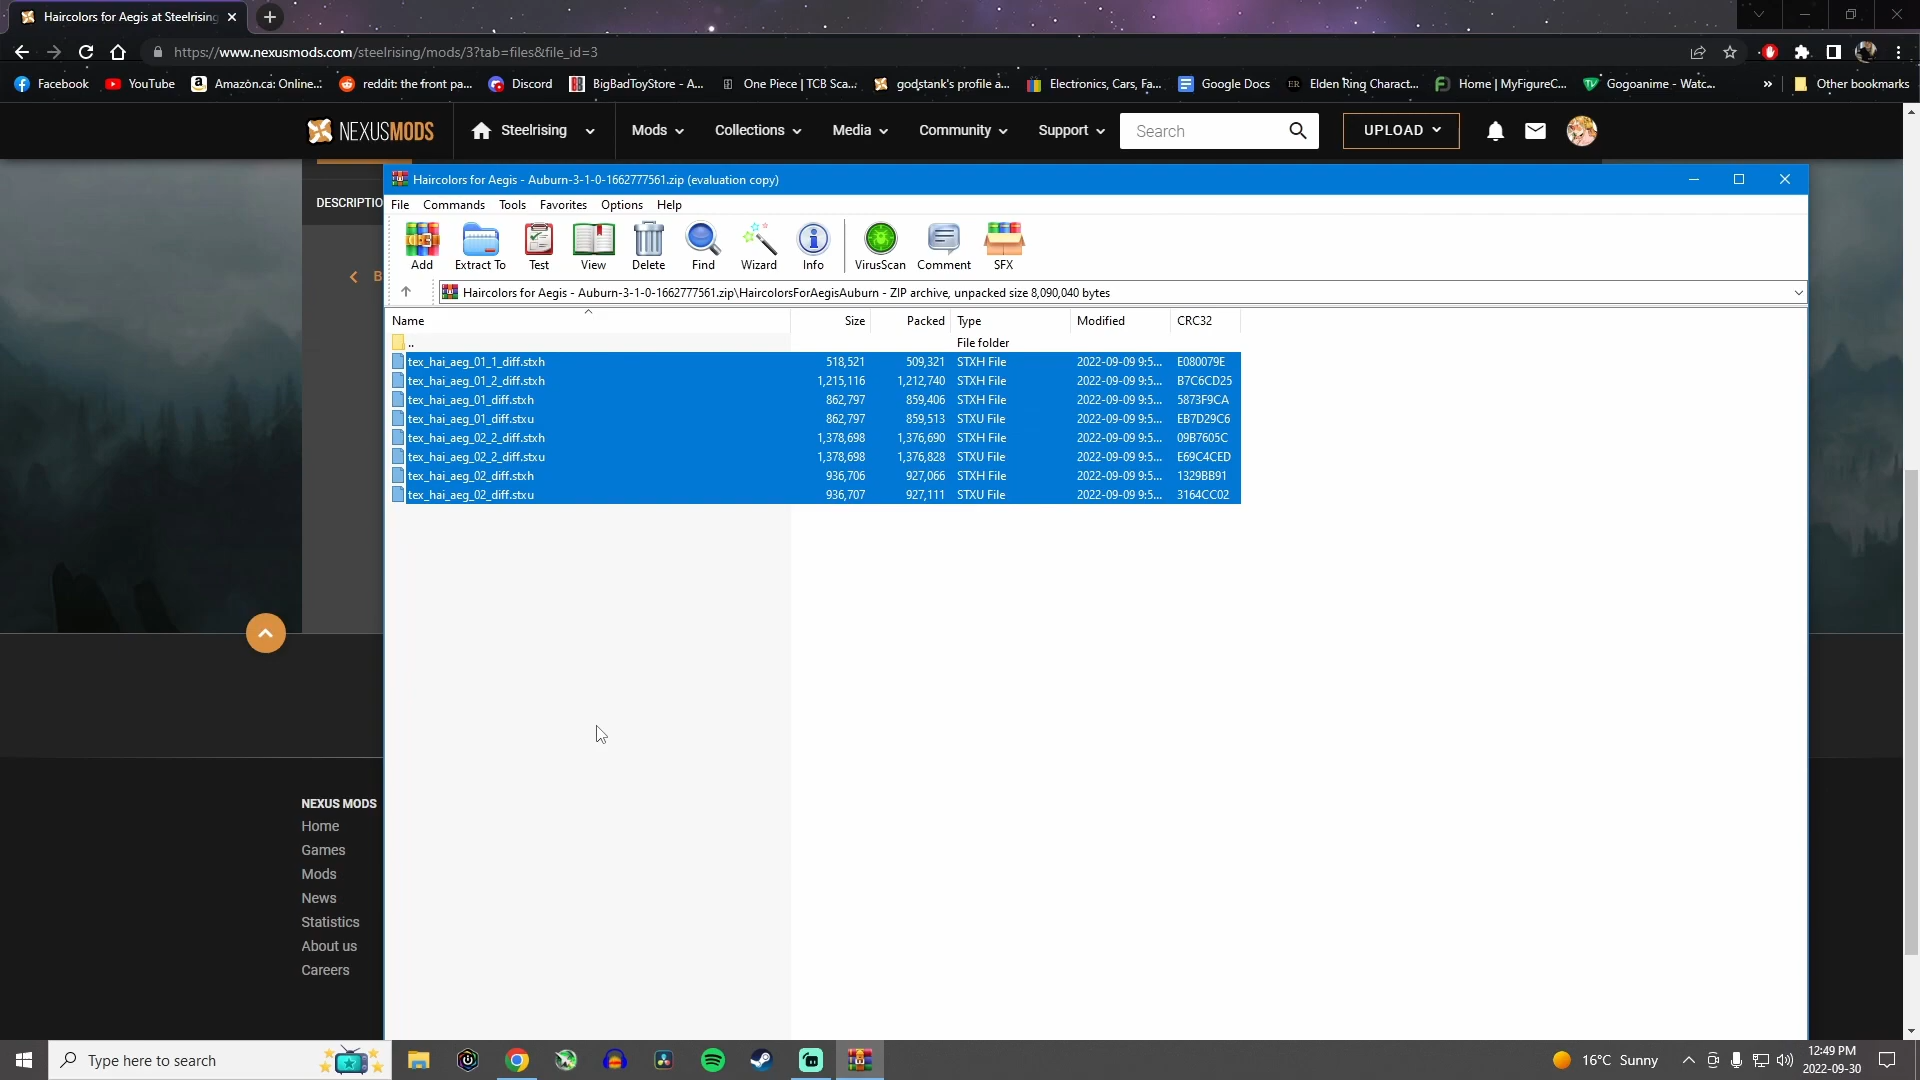 Haircolors for Aegis at Steelrising
https://www.nexusmods.com/steelrising/mods/3?tab=files&file_id=3
Facebook YouTube Amazon.ca: Online... reddit: the front pa... Discord BigBadToyStore - A... One Piece | TCB Sca... godstank's profile a... Electronics, Cars, Fa... Google Docs Elden Ring Charact... Home | MyFigureC... Gogoanime - Watc... » Other bookmarks
NEXUSMODS Steelrising Mods Collections Media Community Support Search UPLOAD
Haircolors for Aegis - Auburn-3-1-0-1662777561.zip (evaluation copy)
DESCRIPTIO
File Commands Tools Favorites Options Help
Add Extract To Test View Delete Find Wizard Info VirusScan Comment SFX
B
Haircolors for Aegis - Auburn-3-1-0-1662777561.zip\HaircolorsForAegisAuburn - ZIP archive, unpacked size 8,090,040 bytes
Name Size Packed Type Modified CRC32
.. File folder
tex_hai_aeg_01_1_diff.stxh 518,521 509,321 STXH File 2022-09-09 9:5... E080079E
tex_hai_aeg_01_2_diff.stxh 1,215,116 1,212,740 STXH File 2022-09-09 9:5... B7C6CD25
tex_hai_aeg_01_diff.stxh 862,797 859,406 STXH File 2022-09-09 9:5... 5873F9CA
tex_hai_aeg_01_diff.stxu 862,797 859,513 STXU File 2022-09-09 9:5... EB7D29C6
tex_hai_aeg_02_2_diff.stxh 1,378,698 1,376,690 STXH File 2022-09-09 9:5... 09B7605C
tex_hai_aeg_02_2_diff.stxu 1,378,698 1,376,828 STXU File 2022-09-09 9:5... E69C4CED
tex_hai_aeg_02_diff.stxh 936,706 927,066 STXH File 2022-09-09 9:5... 1329BB91
tex_hai_aeg_02_diff.stxu 936,707 927,111 STXU File 2022-09-09 9:5... 3164CC02
NEXUS MODS
Home
Games
Mods
News
Statistics
About us
Careers
Type here to search
16°C Sunny
12:49 PM
2022-09-30